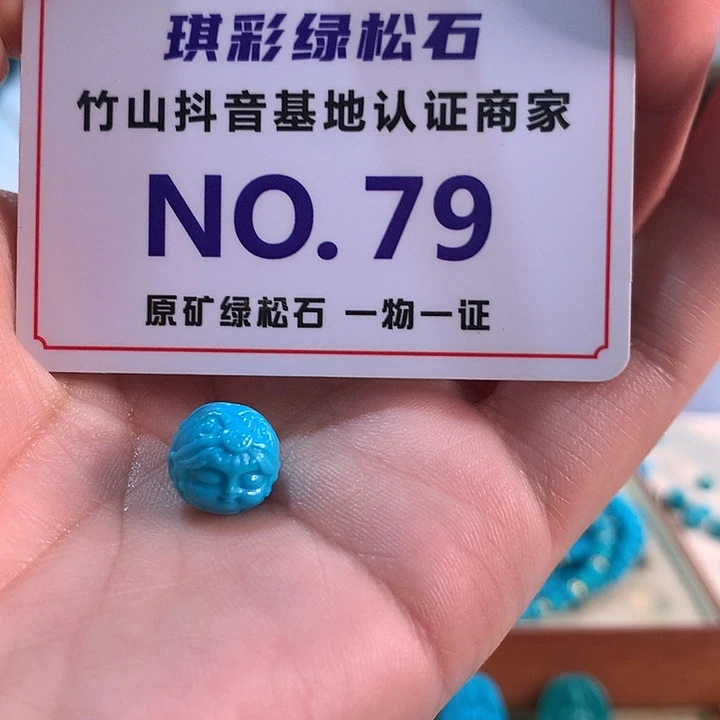 琪彩绿松石
竹山抖音基地认证商家
NO. 79
原矿绿松石 一物一证